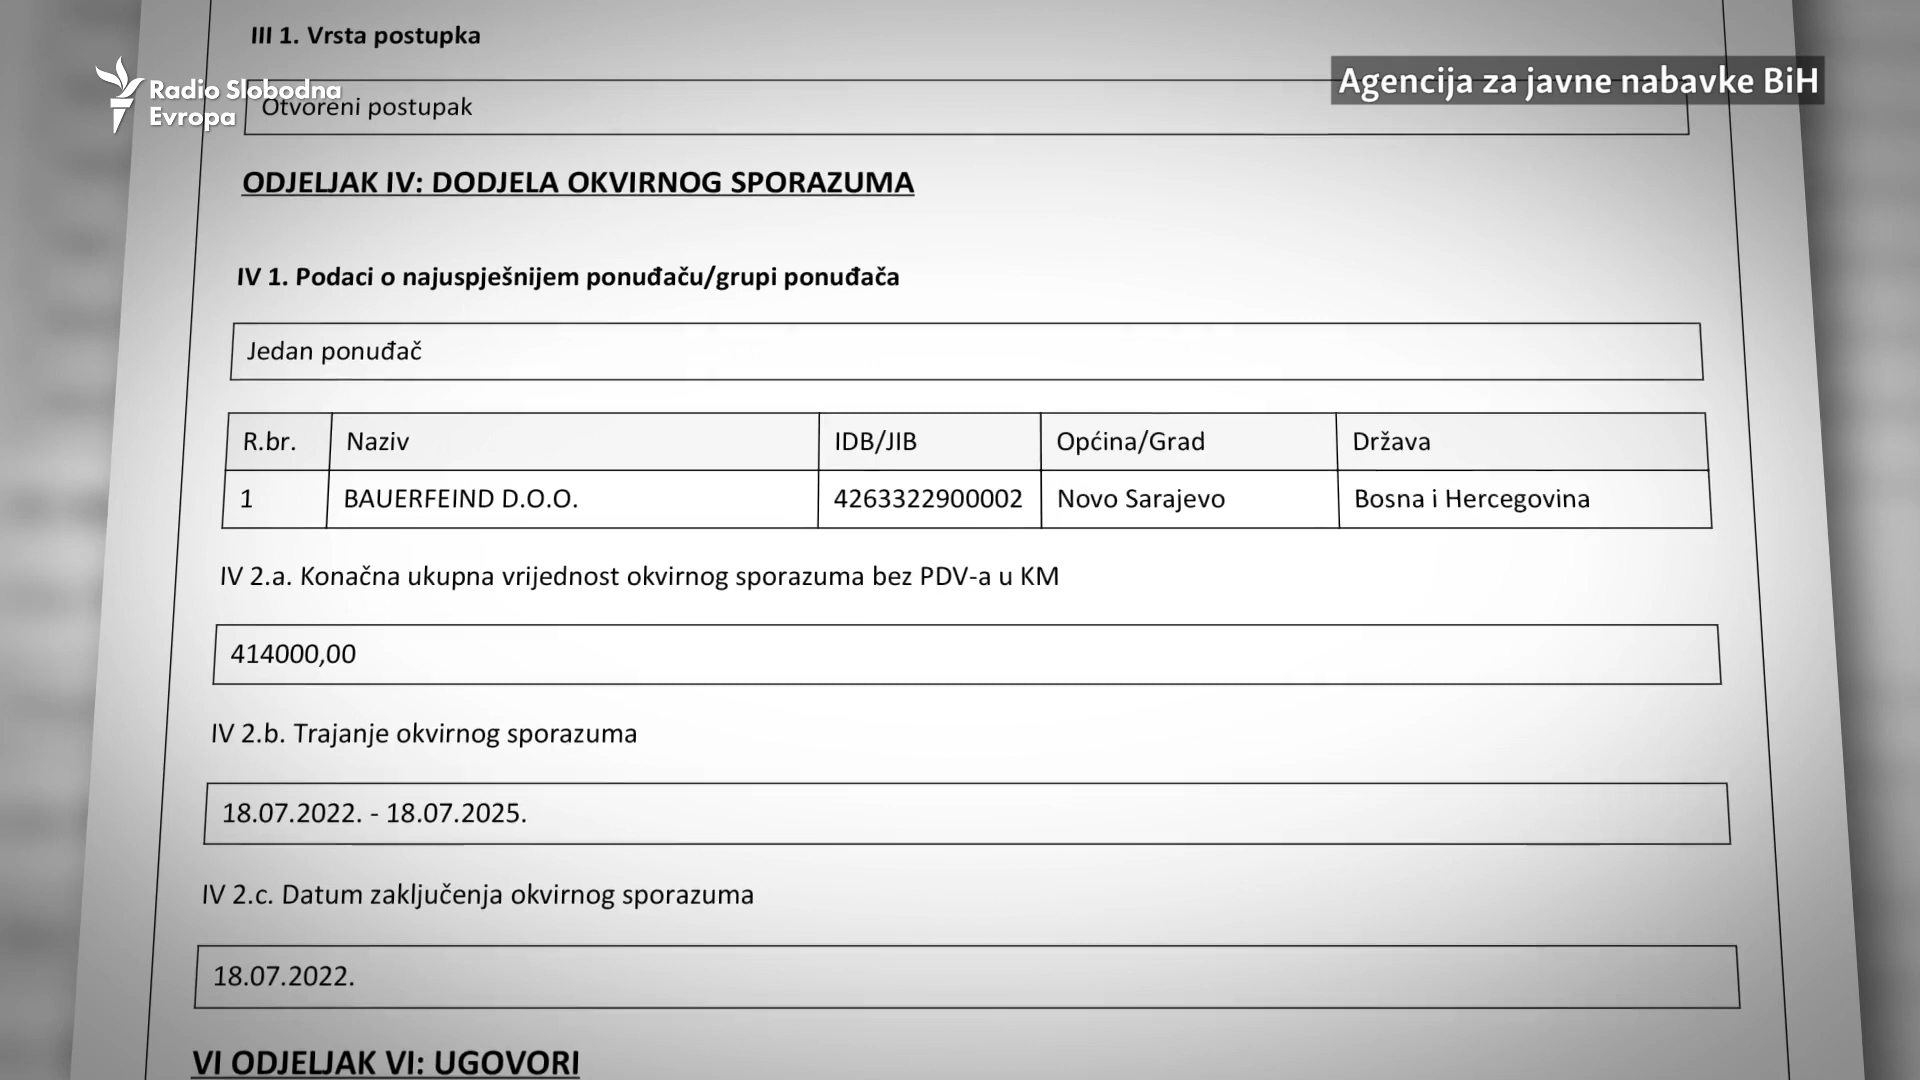 III 1. Vrsta postupka
Radio Slobodna
Evropa
Agencija za javne nabavke BiH
Otvoreni postupak
ODJELJAK IV: DODJELA OKVIRNOG SPORAZUMA
IV 1. Podaci o najuspješnijem ponuđaču/grupi ponuđača
Jedan ponuđač
R.br. Naziv IDB/JIB Općina/Grad Država
1 BAUERFEIND D.O.O. 4263322900002 Novo Sarajevo Bosna i Hercegovina
IV 2.a. Konačna ukupna vrijednost okvirnog sporazuma bez PDV-a u KM
414000,00
IV 2.b. Trajanje okvirnog sporazuma
18.07.2022. - 18.07.2025.
IV 2.c. Datum zaključenja okvirnog sporazuma
18.07.2022.
VI ODJELJAK VI: UGOVORI